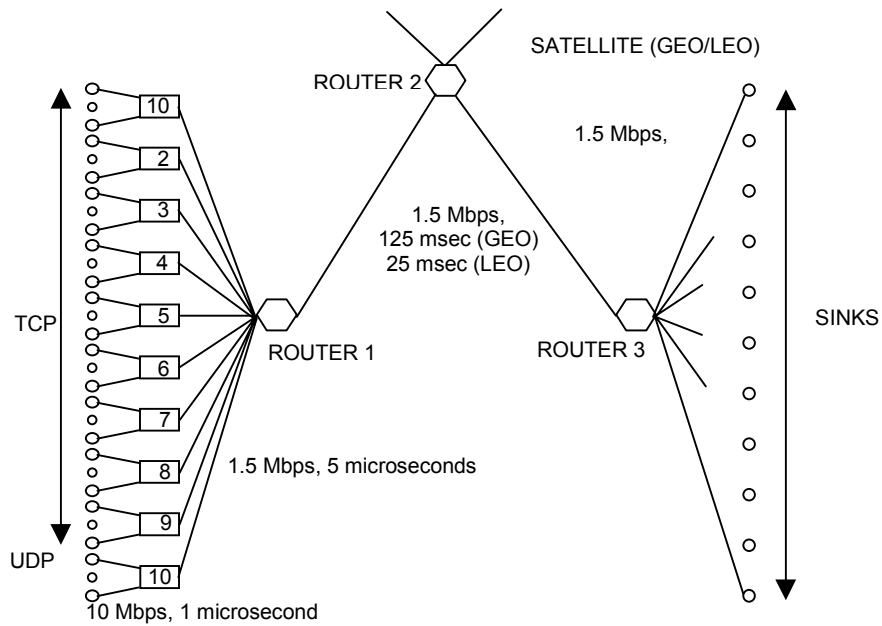 SATELLITE (GEO/LEO)
ROUTER 2
10
1.5 Mbps,
2
3
1.5 Mbps,
125 msec (GEO)
25 msec (LEO)
4
TCP
5
SINKS
ROUTER 1
ROUTER 3
6
7
8
1.5 Mbps, 5 microseconds
9
UDP
10
10 Mbps, 1 microsecond